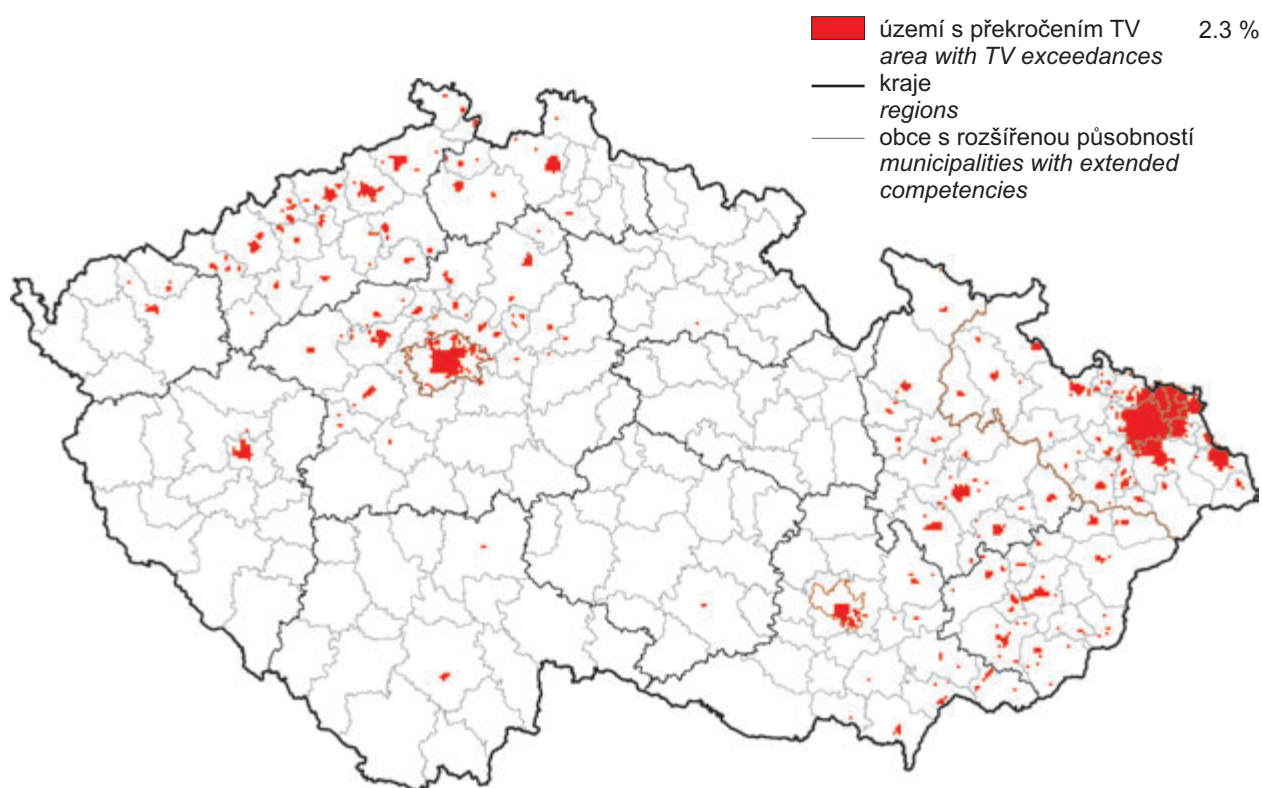 území s překročením TV 2.3 %
area with TV exceedances
kraje
regions
obce s rozšířenou působností
municipalities with extended
competencies